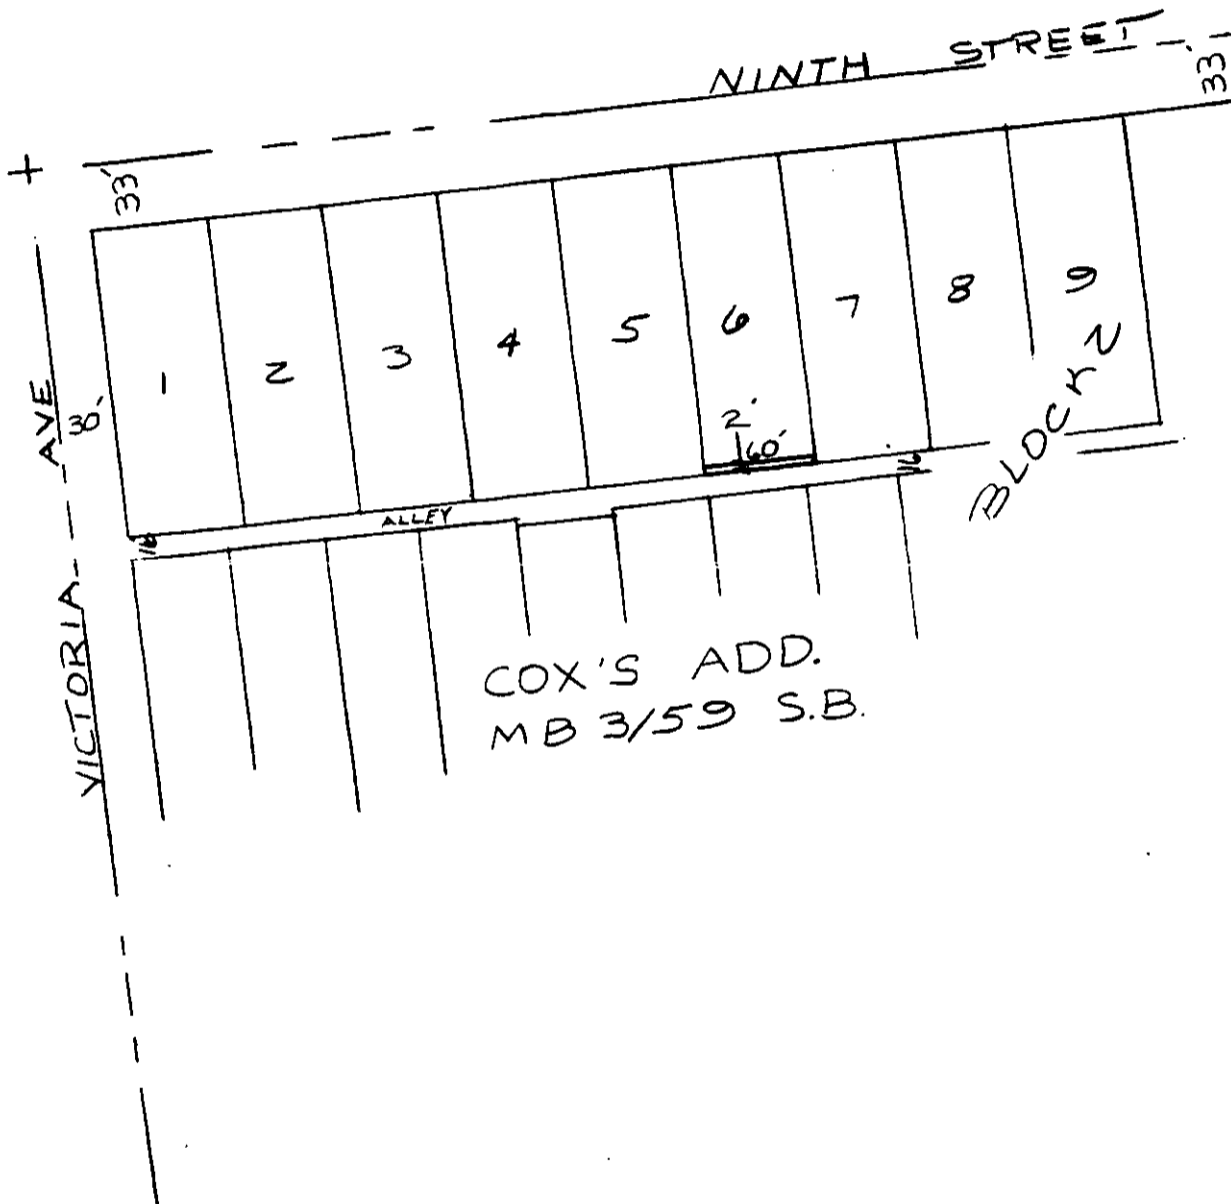 NINTH STREET
33'
33'
VICTORIA AVE
30'
1
2
3
4
5
6
7
8
9
2'
60'
16
16
ALLEY
BLOCK 2
COX'S ADD.
MB 3/59 S.B.